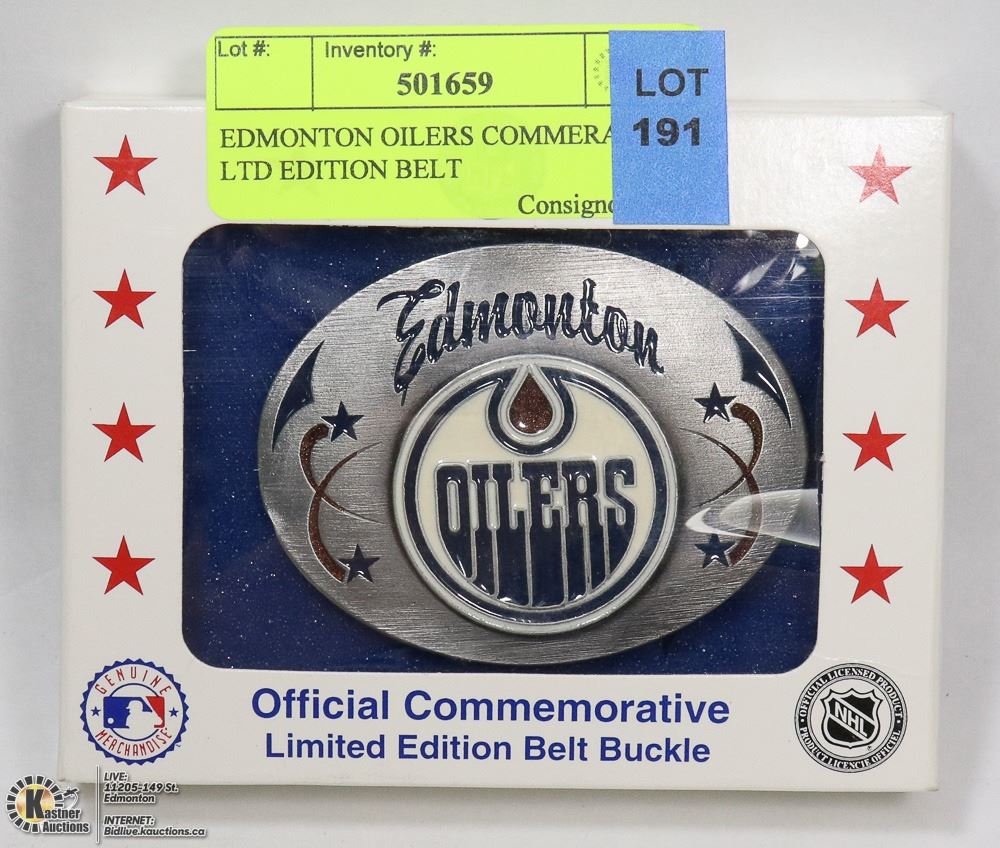 Lot #:
Inventory #:
501659
LOT
191
EDMONTON OILERS COMMERA
LTD EDITION BELT
Edmonton
OILERS
GENUINE
MERCHANDISE
Official Commemorative
Limited Edition Belt Buckle
OFFICIAL LICENSED PRODUCT
NHL
PRODUIT LICENCIÉ OFFICIEL
Kastner
Auctions
LIVE:
11205-149 St.
Edmonton
INTERNET:
Bidlive.kauctions.ca